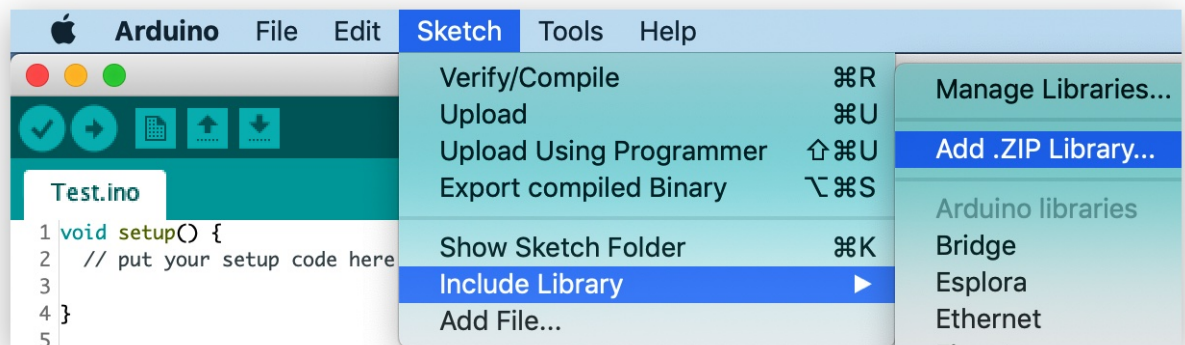 Arduino File Edit Sketch Tools Help
Test.ino
1 void setup() {
2 // put your setup code here
3
4 }
5
Verify/Compile ⌘R
Upload ⌘U
Upload Using Programmer ⇧⌘U
Export compiled Binary ⌥⌘S
Show Sketch Folder ⌘K
Include Library ▶
Add File...
Manage Libraries...
Add .ZIP Library...
Arduino libraries
Bridge
Esplora
Ethernet